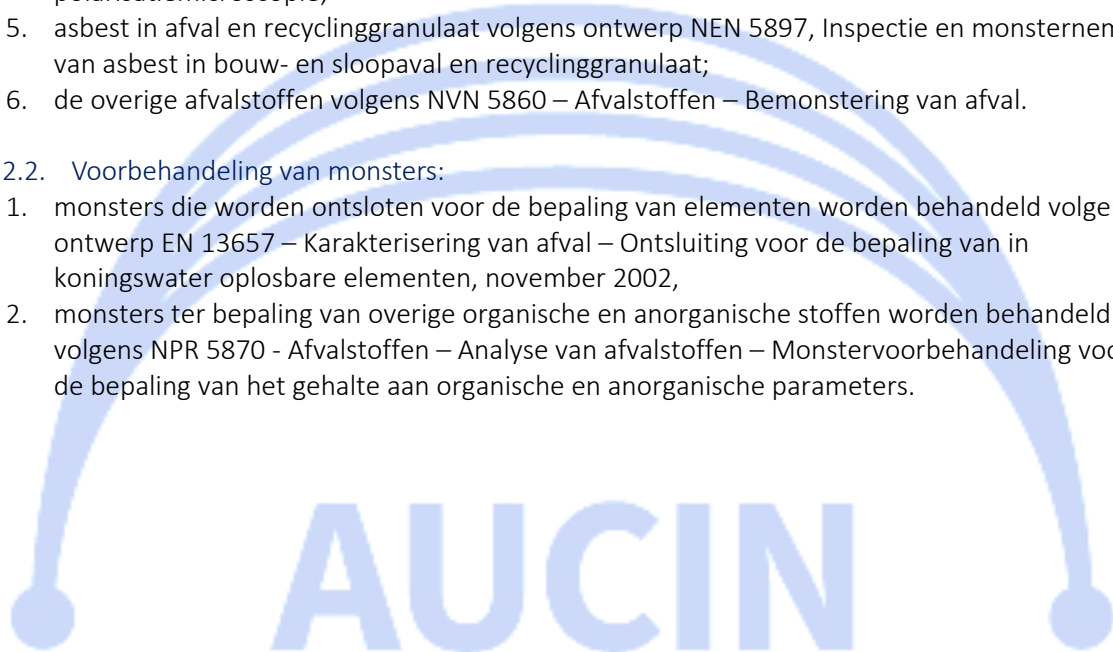 5. asbest in afval en recyclinggranulaat volgens ontwerp NEN 5897, Inspectie en monsternem
van asbest in bouw- en sloopaval en recyclinggranulaat;
6. de overige afvalstoffen volgens NVN 5860 – Afvalstoffen – Bemonstering van afval.
2.2. Voorbehandeling van monsters:
1. monsters die worden ontsloten voor de bepaling van elementen worden behandeld volge
ontwerp EN 13657 – Karakterisering van afval – Ontsluiting voor de bepaling van in
koningswater oplosbare elementen, november 2002,
2. monsters ter bepaling van overige organische en anorganische stoffen worden behandeld
volgens NPR 5870 - Afvalstoffen – Analyse van afvalstoffen – Monstervoorbehandeling voo
de bepaling van het gehalte aan organische en anorganische parameters.
AUCIN